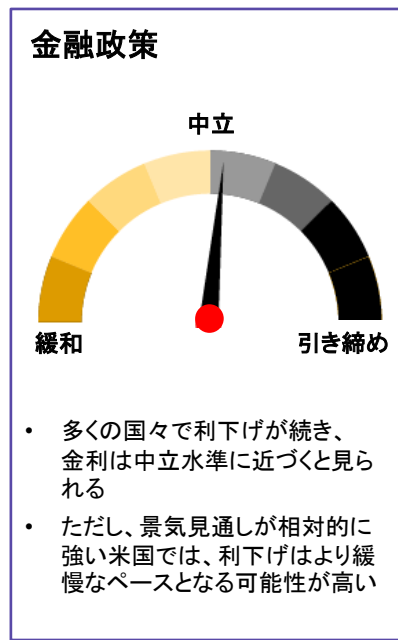 金融政策
中立
緩和
引き締め
• 多くの国々で利下げが続き、
金利は中立水準に近づくと見ら
れる
• ただし、景気見通しが相対的に
強い米国では、利下げはより緩
慢なペースとなる可能性が高い